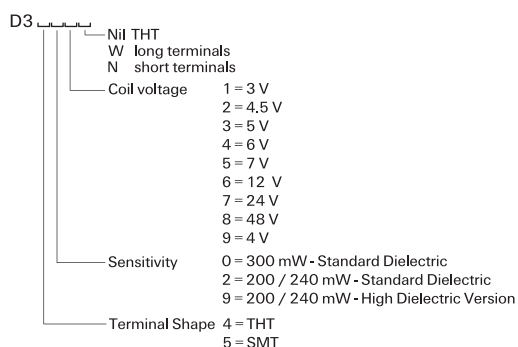 D3
Nil THT
W long terminals
N short terminals
Coil voltage 1 = 3 V
2 = 4.5 V
3 = 5 V
4 = 6 V
5 = 7 V
6 = 12 V
7 = 24 V
8 = 48 V
9 = 4 V
Sensitivity 0 = 300 mW - Standard Dielectric
2 = 200 / 240 mW - Standard Dielectric
9 = 200 / 240 mW - High Dielectric Version
Terminal Shape 4 = THT
5 = SMT